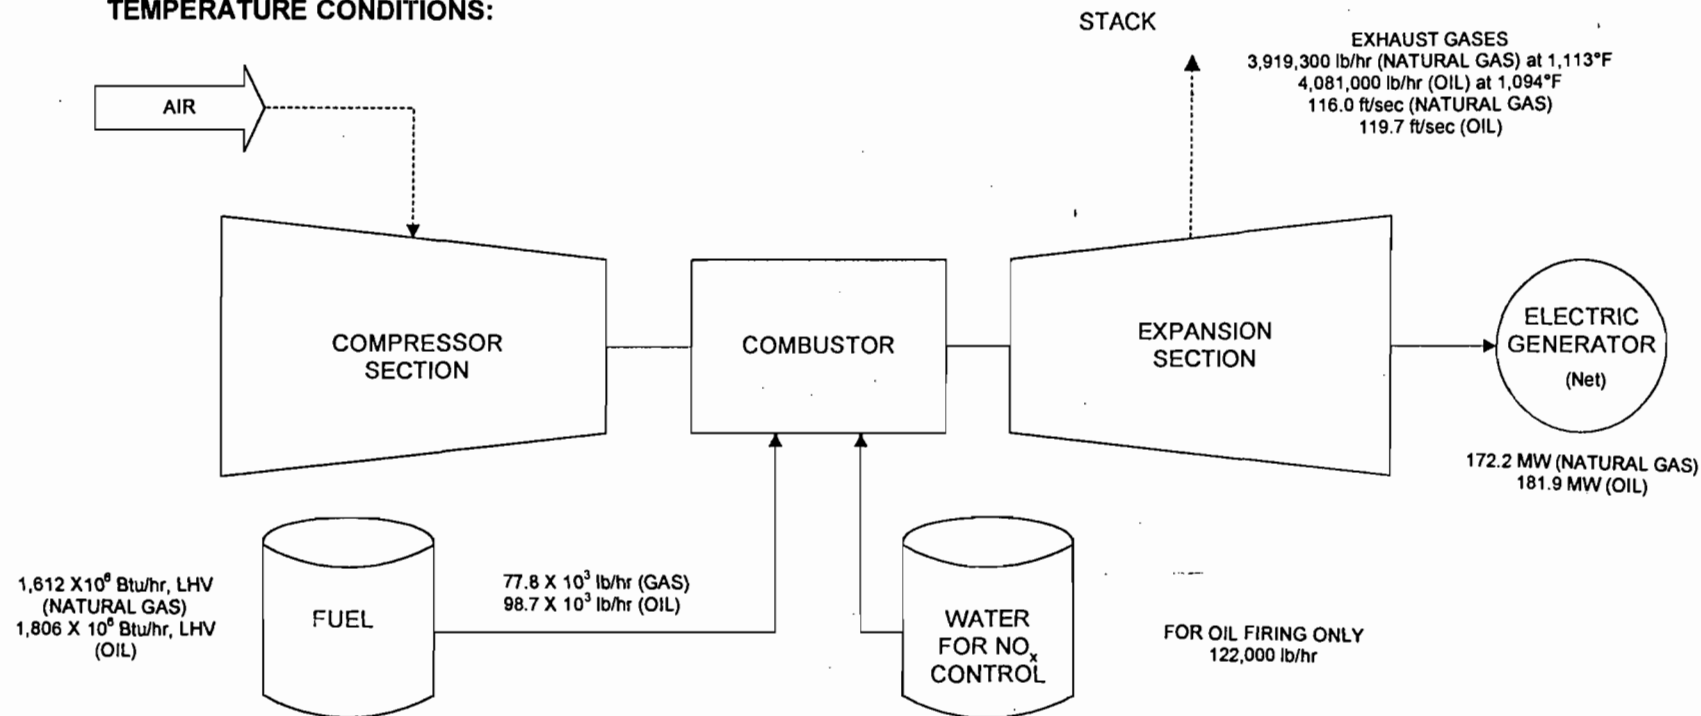 TEMPERATURE CONDITIONS:
STACK
EXHAUST GASES
3,919,300 lb/hr (NATURAL GAS) at 1,113°F
4,081,000 lb/hr (OIL) at 1,094°F
116.0 ft/sec (NATURAL GAS)
119.7 ft/sec (OIL)
AIR
COMPRESSOR
SECTION
COMBUSTOR
EXPANSION
SECTION
ELECTRIC
GENERATOR
(Net)
172.2 MW (NATURAL GAS)
181.9 MW (OIL)
1,612 X10⁶ Btu/hr, LHV
(NATURAL GAS)
1,806 X 10⁶ Btu/hr, LHV
(OIL)
FUEL
77.8 X 10³ lb/hr (GAS)
98.7 X 10³ lb/hr (OIL)
WATER
FOR NOₓ
CONTROL
FOR OIL FIRING ONLY
122,000 lb/hr